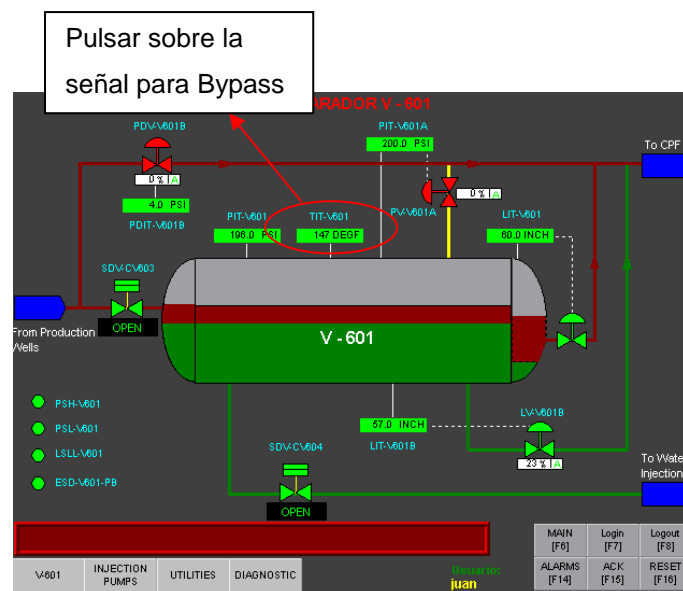 Pulsar sobre la
señal para Bypass
ARADOR V - 601
PDV-V601B
PIT-V601A
200.0 PSI
To CPF
0 % A
0 % A
4.0 PSI
PDIT-V601B
PIT-V601
TIT-V601
PV-V601A
LIT-V601
196.0 PSI
147 DEGF
60.0 INCH
SDV-CV603
OPEN
From Production
Wells
V - 601
PSH-V601
PSL-V601
LSLL-V601
ESD-V601-PB
57.0 INCH
LIT-V601B
LV-V601B
23 % A
SDV-CV604
OPEN
To Wate
Injection
MAIN
[F6]
Login
[F7]
Logout
[F8]
V-601
INJECTION
PUMPS
UTILITIES
DIAGNOSTIC
Usuario:
juan
ALARMS
[F14]
ACK
[F15]
RESET
[F16]